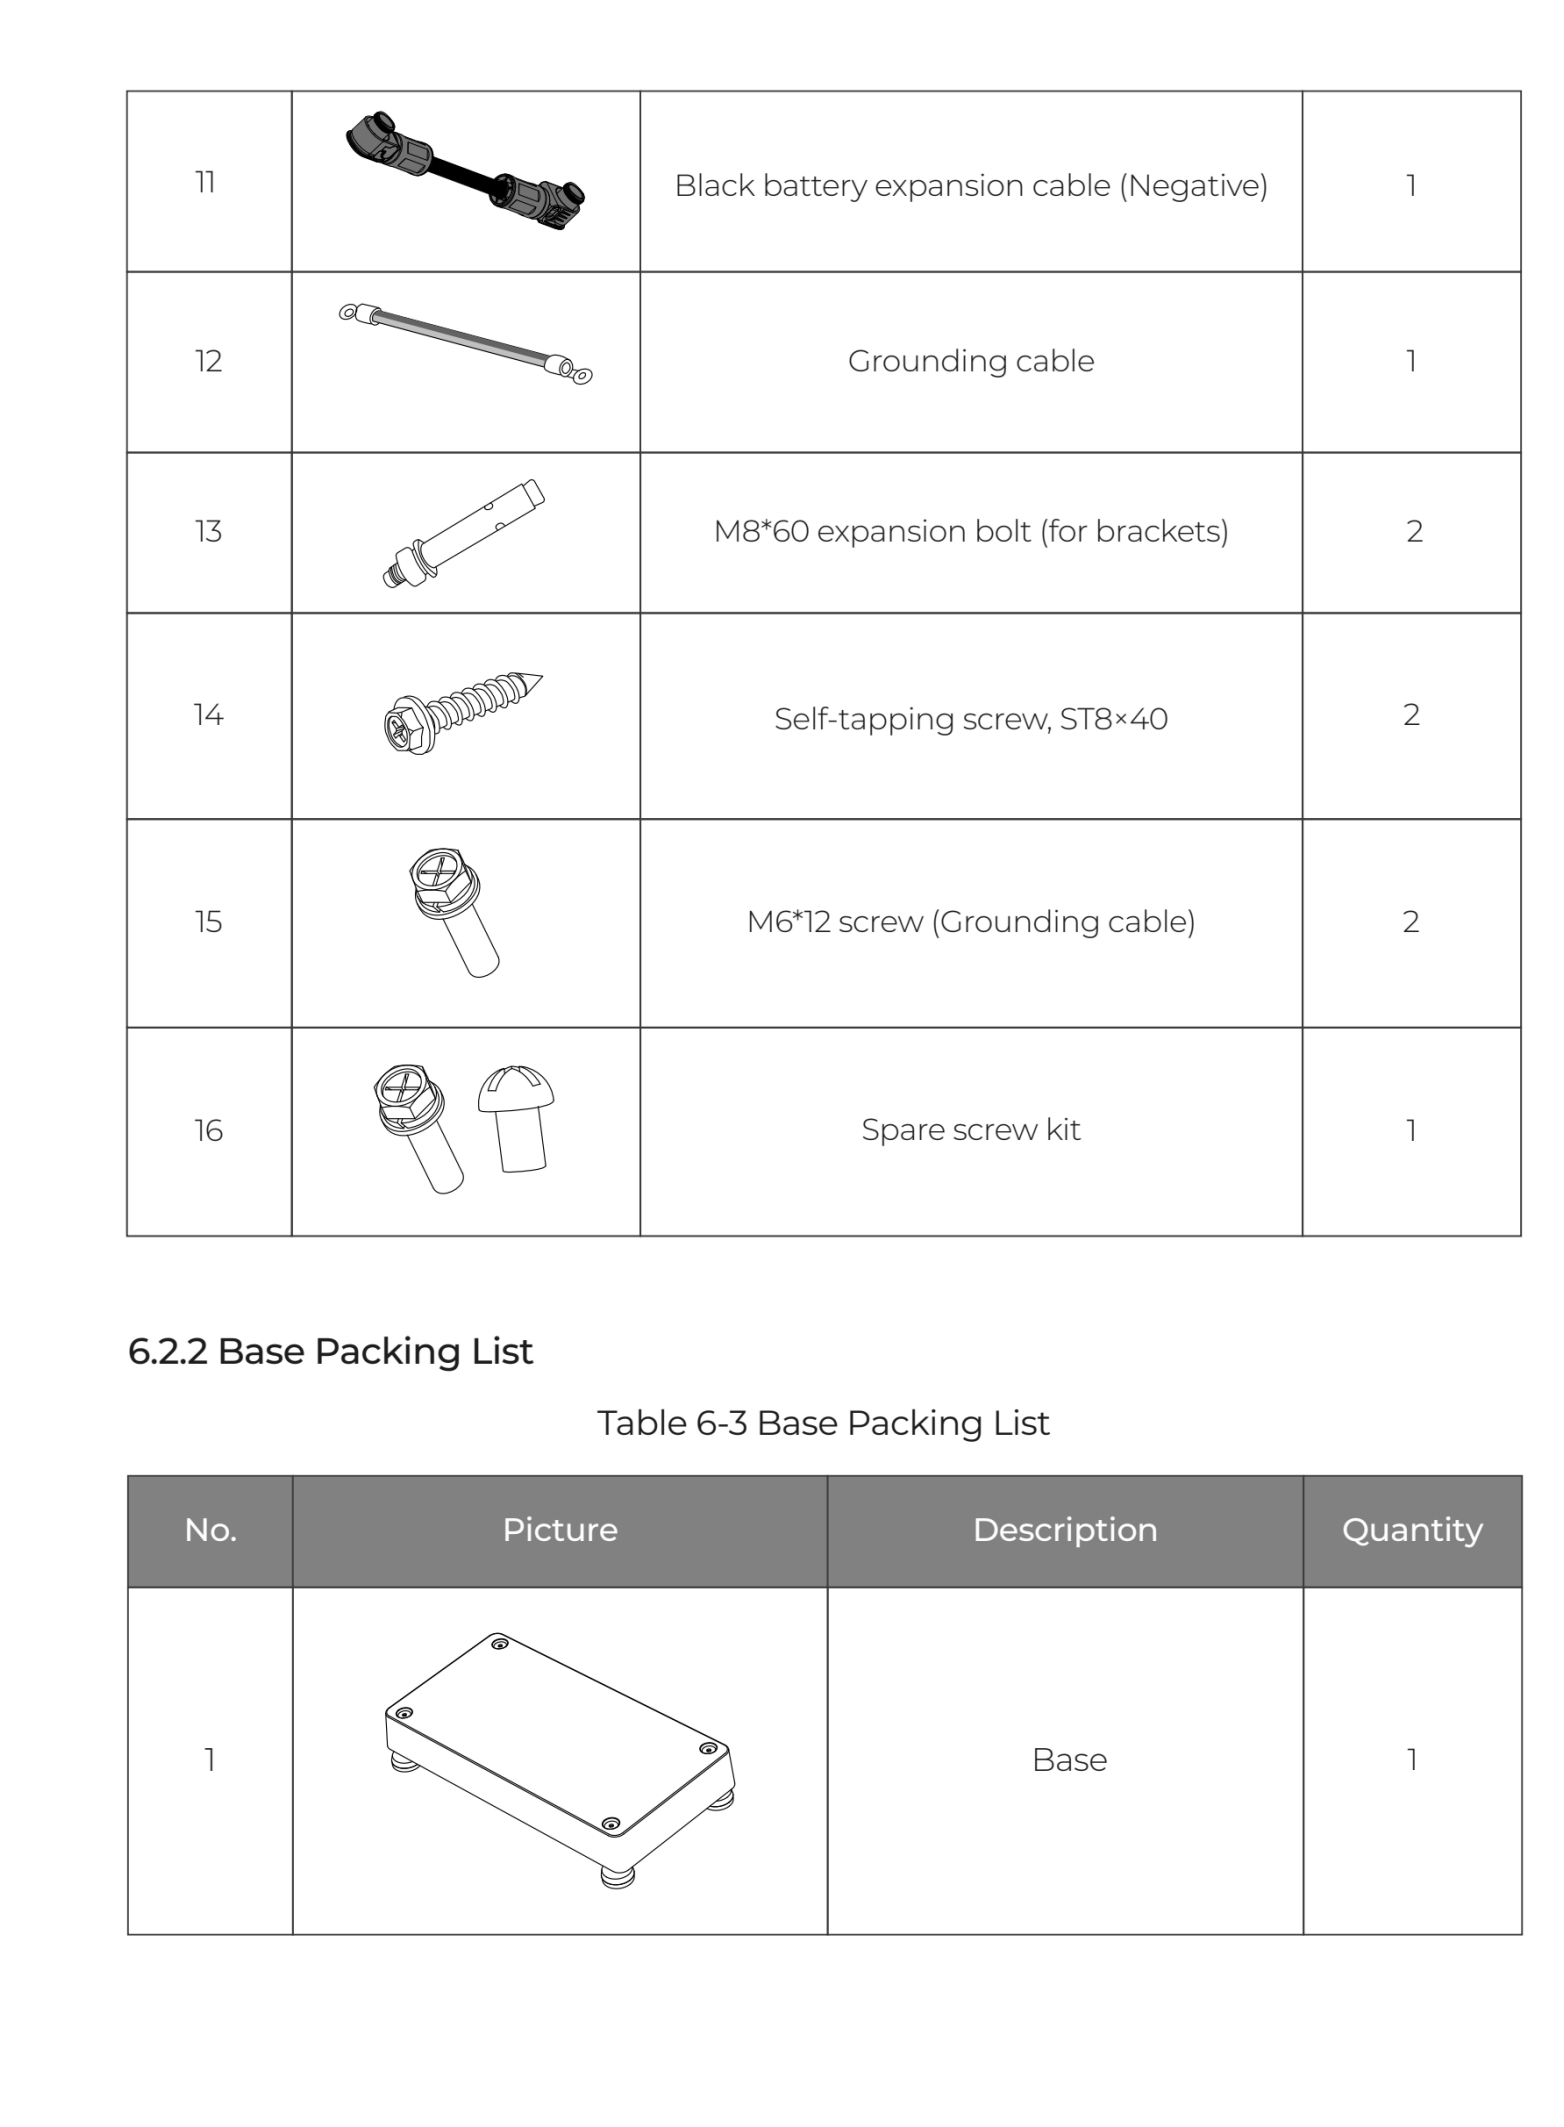 11 Black battery expansion cable (Negative) 1
12 Grounding cable 1
13 M8*60 expansion bolt (for brackets) 2
14 Self-tapping screw, ST8×40 2
15 M6*12 screw (Grounding cable) 2
16 Spare screw kit 1
6.2.2 Base Packing List
Table 6-3 Base Packing List
No. Picture Description Quantity
1 Base 1